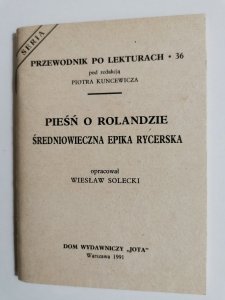 SERIA
PRZEWODNIK PO LEKTURACH • 36
pod redakcją
PIOTRA KUNCEWICZA
PIEŚŃ O ROLANDZIE
ŚREDNIOWIECZNA EPIKA RYCERSKA
opracował
WIESŁAW SOLECKI
DOM WYDAWNICZY „JOTA"
Warszawa 1991